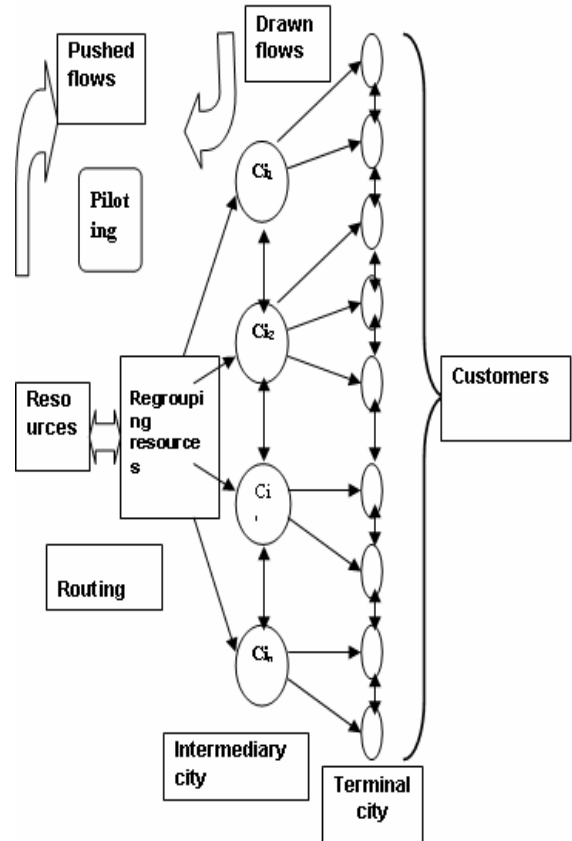 Pushed
flows
Drawn
flows
Pilot
ing
Ci₁
Ci₂
Reso
urces
Regroupi
ng
resource
s
Customers
Ci
Routing
Ciₙ
Intermediary
city
Terminal
city